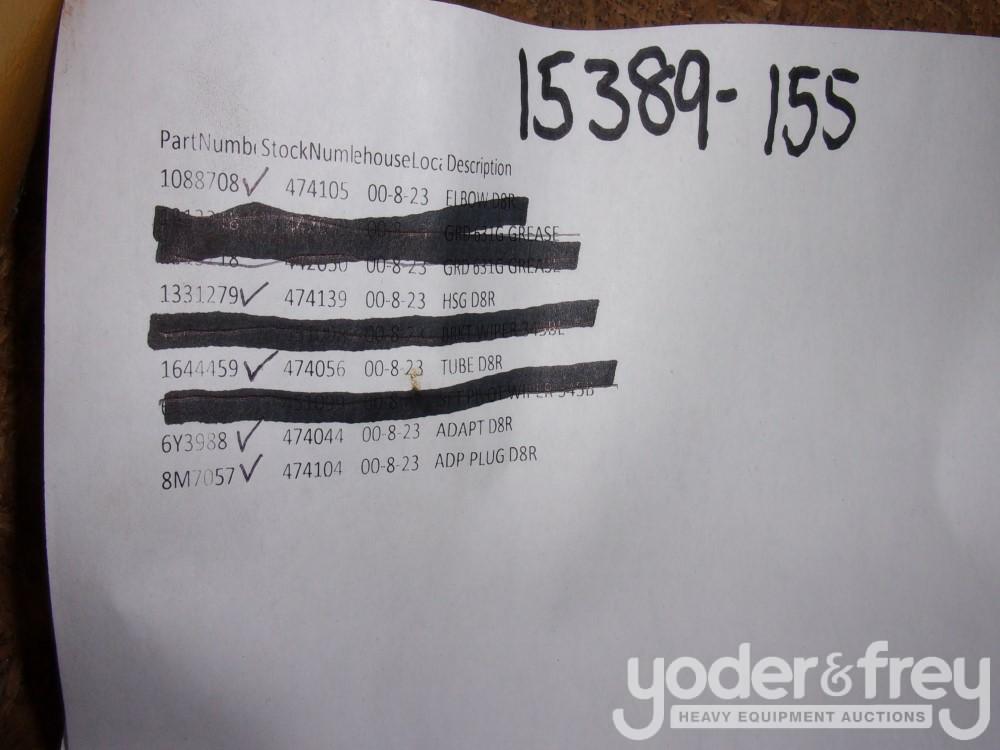 15389-155
PartNumb StockNum ehouseLoca Description
1088708 ✓ 474105 00-8-23 ELBOW D8R
GRD 631G GREASE
00-8-23 GRD 631G GREASE
1331279 ✓ 474139 00-8-23 HSG D8R
1644459 ✓ 474056 00-8-23 TUBE D8R
6Y3988 ✓ 474044 00-8-23 ADAPT D8R
8M7057 ✓ 474104 00-8-23 ADP PLUG D8R
yoder&frey
HEAVY EQUIPMENT AUCTIONS